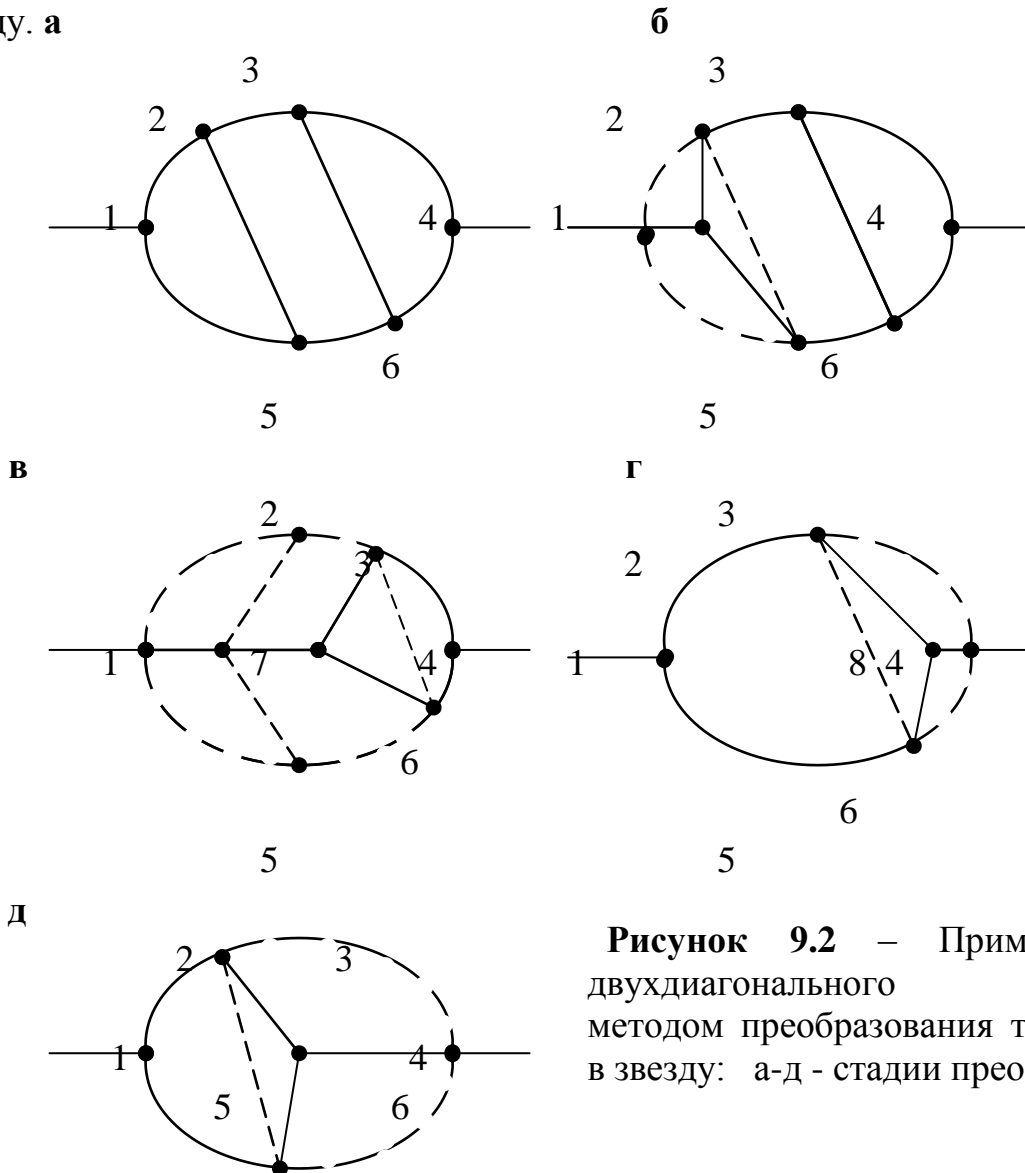 ду. а б
3 3
2 2
1 4 1 4
6 6
5 5
в г
2 3
3 2
1 7 4 1 8 4
6
6
5 5
д
2 3
1 4
5 6
Рисунок 9.2 –
двухдиагонального
методом преобразования
в звезду: а-д - стадии